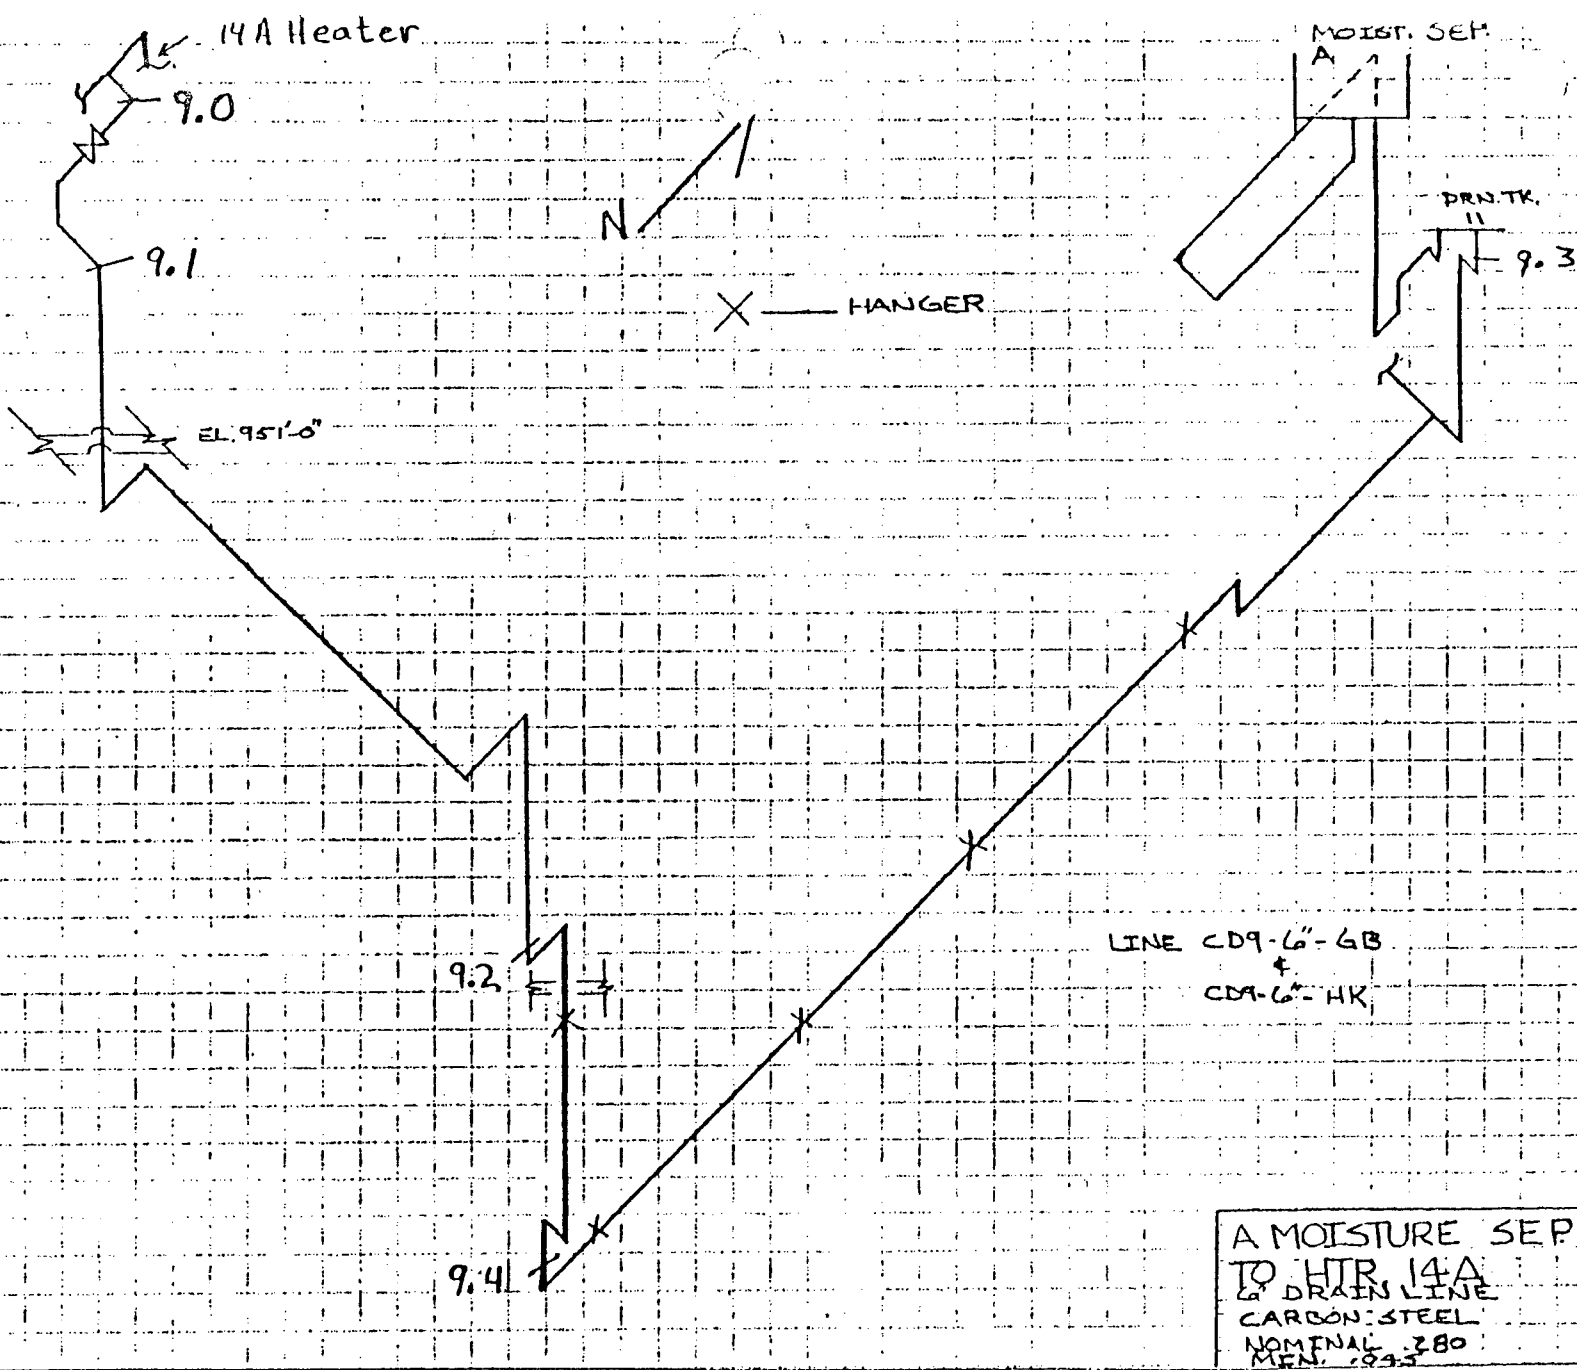 14 A Heater
MOIST. SEP.
A
9.0
DRN. TK.
N
9.1
9.3
HANGER
EL. 951'-0"
LINE CD9-6"-GB
&
CD9-6"-HK
9.2
9.4
A MOISTURE SEP.
TO HTR. 14A
6" DRAIN LINE
CARBON STEEL
NOMINAL .280
MIN.